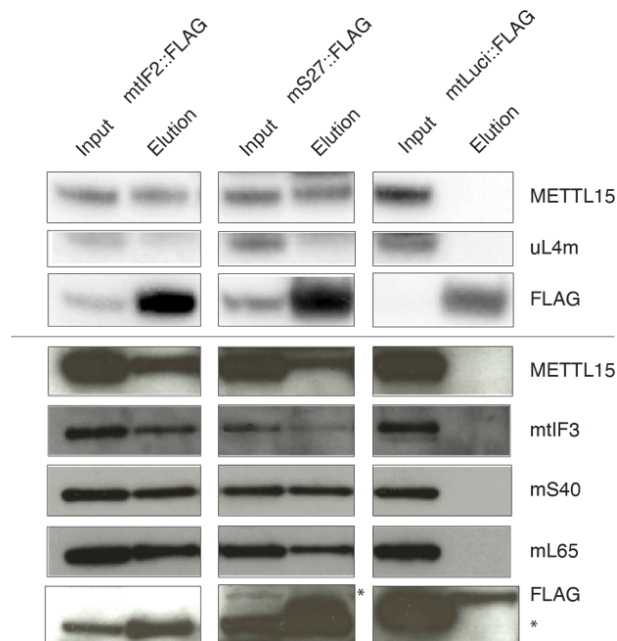 mtIF2::FLAG mS27::FLAG mtLuci::FLAG
Input Elution Input Elution Input Elution
METTL15
uL4m
FLAG
METTL15
mtIF3
mS40
mL65
* FLAG
*